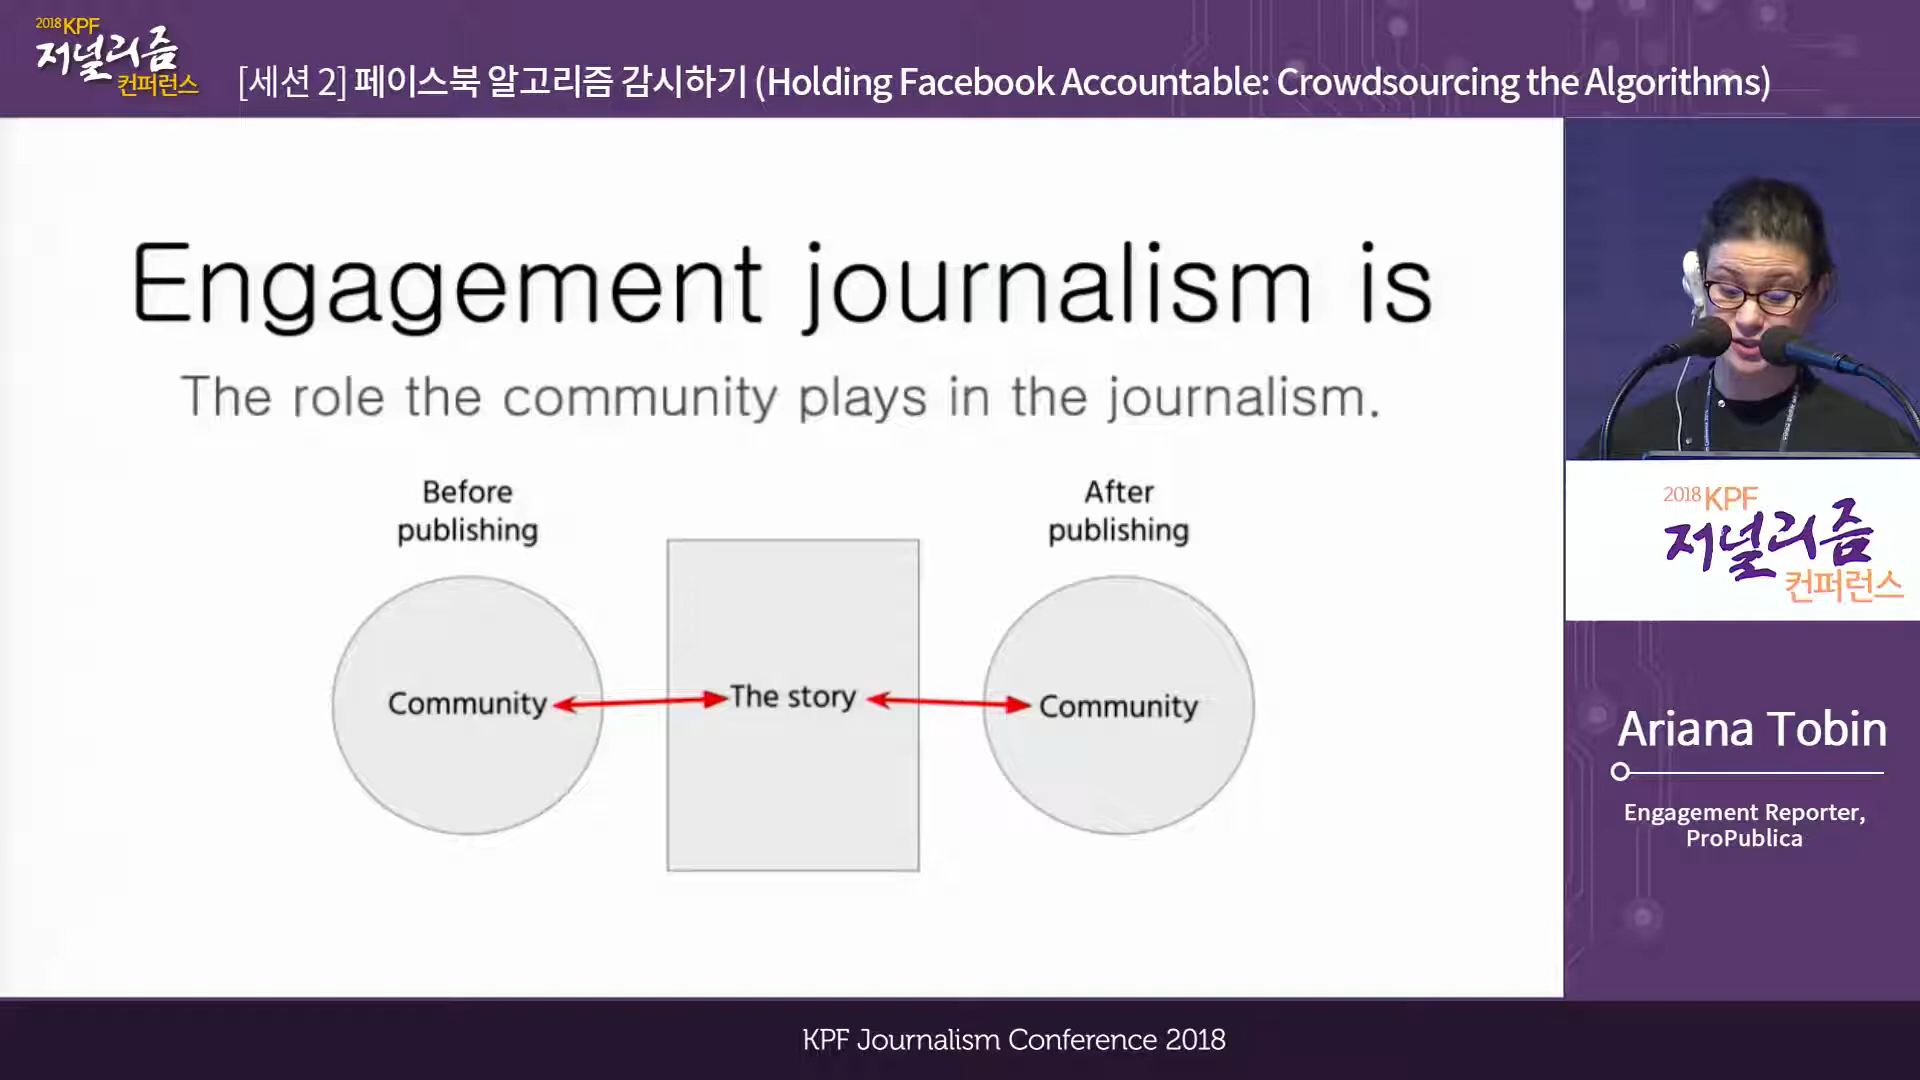 2018 KPF
저널리즘
컨퍼런스
[세션 2] 페이스북 알고리즘 감시하기 (Holding Facebook Accountable: Crowdsourcing the Algorithms)
Engagement journalism is
The role the community plays in the journalism.
Before
publishing
After
publishing
Community
The story
Community
2018 KPF
저널리즘
컨퍼런스
Ariana Tobin
Engagement Reporter,
ProPublica
KPF Journalism Conference 2018